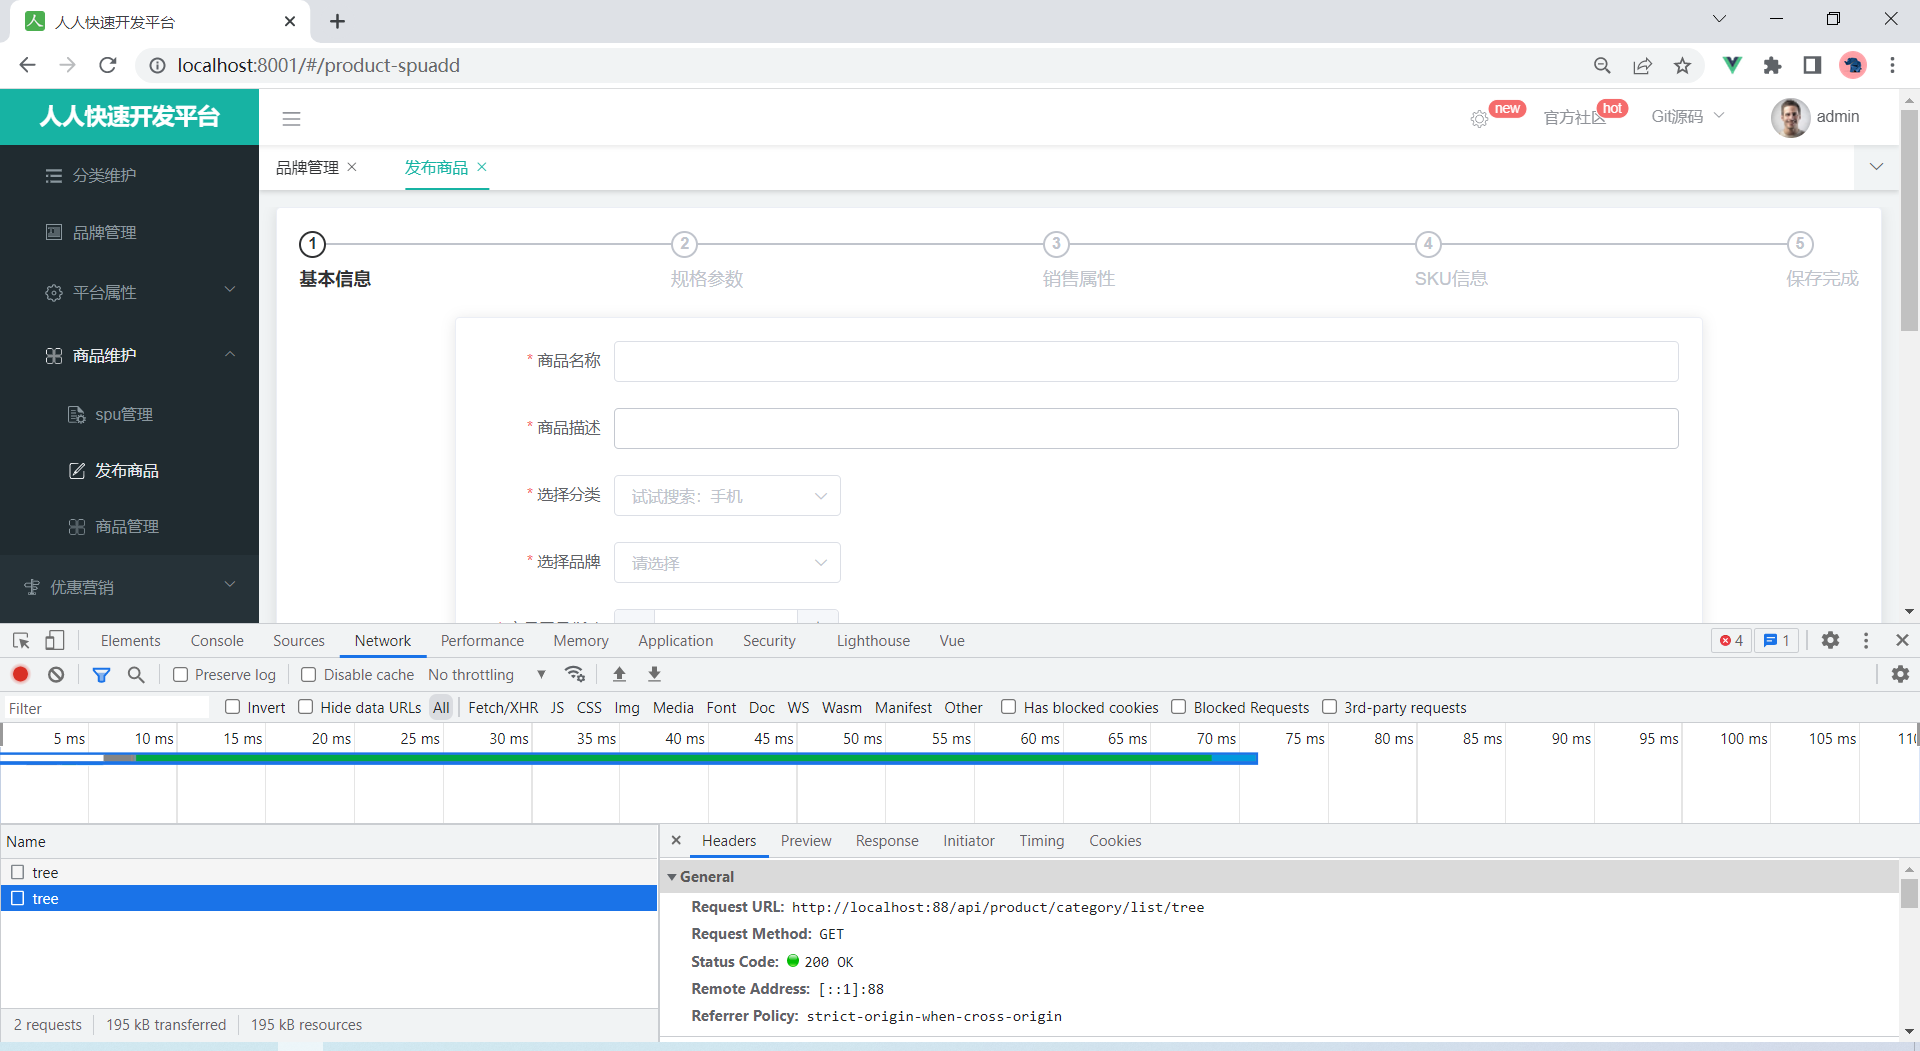 人人快速开发平台
localhost:8001/#/product-spuadd
人人快速开发平台
new
官方社区
hot
Git源码
admin
分类维护
品牌管理
平台属性
商品维护
spu管理
发布商品
商品管理
优惠营销
品牌管理
发布商品
1
2
3
4
5
基本信息
规格参数
销售属性
SKU信息
保存完成
* 商品名称
* 商品描述
* 选择分类
试试搜索：手机
* 选择品牌
请选择
Elements Console Sources Network Performance Memory Application Security Lighthouse Vue
4
1
Preserve log Disable cache No throttling
Filter Invert Hide data URLs All Fetch/XHR JS CSS Img Media Font Doc WS Wasm Manifest Other Has blocked cookies Blocked Requests 3rd-party requests
5 ms 10 ms 15 ms 20 ms 25 ms 30 ms 35 ms 40 ms 45 ms 50 ms 55 ms 60 ms 65 ms 70 ms 75 ms 80 ms 85 ms 90 ms 95 ms 100 ms 105 ms
Name
tree
tree
2 requests 195 kB transferred 195 kB resources
Headers Preview Response Initiator Timing Cookies
General
Request URL: http://localhost:88/api/product/category/list/tree
Request Method: GET
Status Code: 200 OK
Remote Address: [::1]:88
Referrer Policy: strict-origin-when-cross-origin